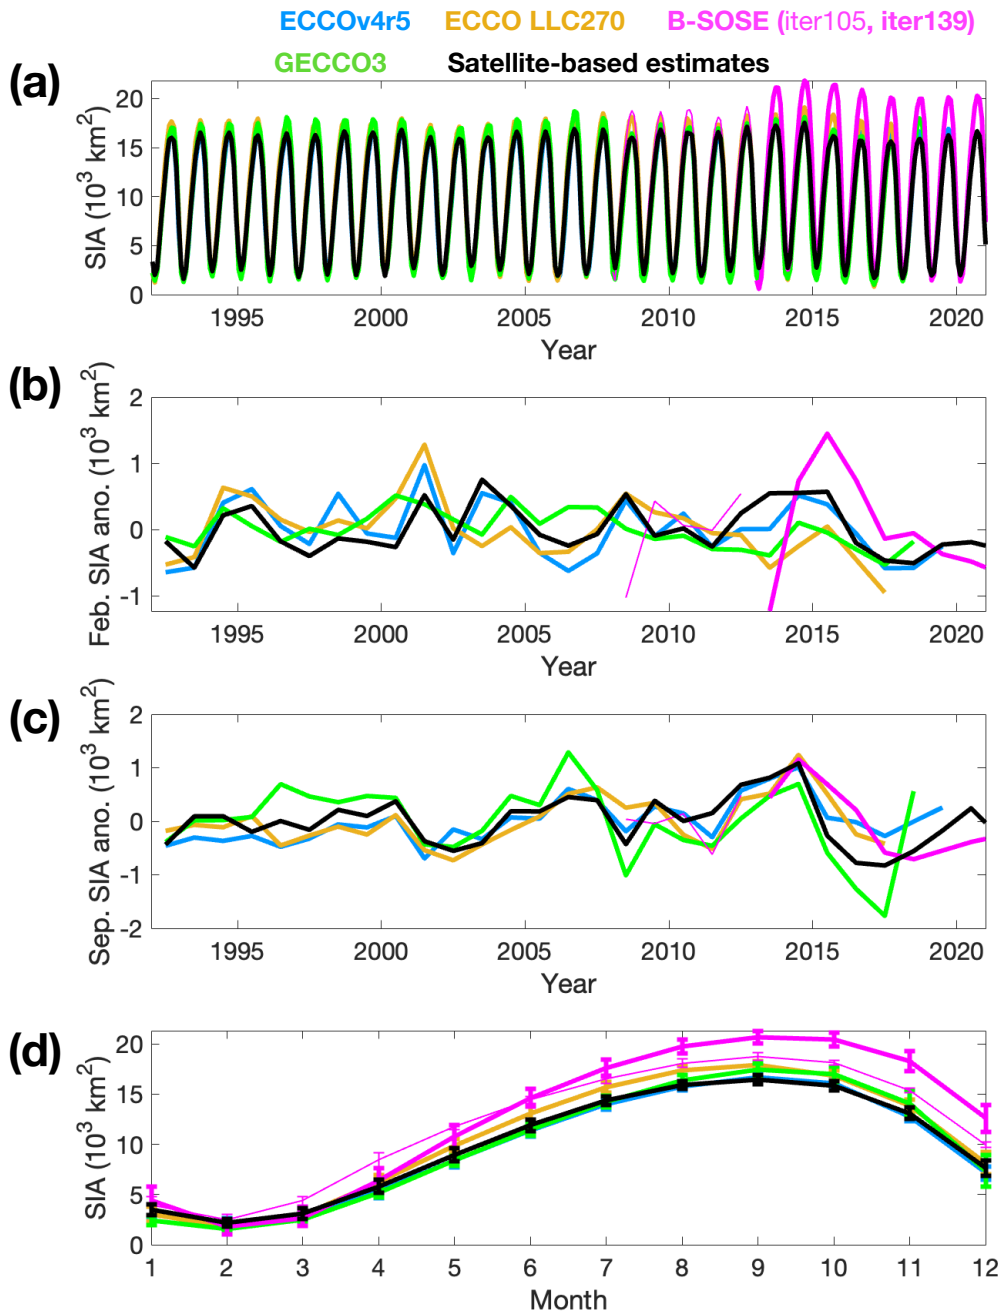 ECCOv4r5 ECCO LLC270 B-SOSE (iter105, iter139)
GECCO3 Satellite-based estimates
(a)
SIA (10³ km²)
20
15
10
5
0
1995 2000 2005 2010 2015 2020
Year
(b)
Feb. SIA ano. (10³ km²)
2
1
0
-1
1995 2000 2005 2010 2015 2020
Year
(c)
Sep. SIA ano. (10³ km²)
2
1
0
-1
-2
1995 2000 2005 2010 2015 2020
Year
(d)
SIA (10³ km²)
20
15
10
5
0
1 2 3 4 5 6 7 8 9 10 11 12
Month